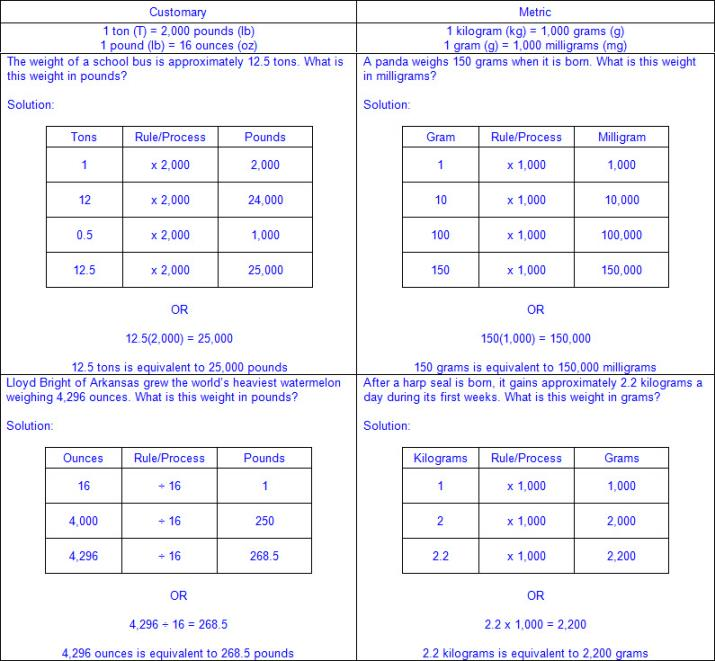 Customary
Metric
1 ton (T) = 2,000 pounds (lb)
1 pound (lb) = 16 ounces (oz)
1 kilogram (kg) = 1,000 grams (g)
1 gram (g) = 1,000 milligrams (mg)
The weight of a school bus is approximately 12.5 tons. What is
this weight in pounds?
Solution:
Tons Rule/Process Pounds
1 x 2,000 2,000
12 x 2,000 24,000
0.5 x 2,000 1,000
12.5 x 2,000 25,000
OR
12.5(2,000) = 25,000
12.5 tons is equivalent to 25,000 pounds
A panda weighs 150 grams when it is born. What is this weight
in milligrams?
Solution:
Gram Rule/Process Milligram
1 x 1,000 1,000
10 x 1,000 10,000
100 x 1,000 100,000
150 x 1,000 150,000
OR
150(1,000) = 150,000
150 grams is equivalent to 150,000 milligrams
Lloyd Bright of Arkansas grew the world's heaviest watermelon
weighing 4,296 ounces. What is this weight in pounds?
Solution:
Ounces Rule/Process Pounds
16 ÷ 16 1
4,000 ÷ 16 250
4,296 ÷ 16 268.5
OR
4,296 ÷ 16 = 268.5
4,296 ounces is equivalent to 268.5 pounds
After a harp seal is born, it gains approximately 2.2 kilograms a
day during its first weeks. What is this weight in grams?
Solution:
Kilograms Rule/Process Grams
1 x 1,000 1,000
2 x 1,000 2,000
2.2 x 1,000 2,200
OR
2.2 x 1,000 = 2,200
2.2 kilograms is equivalent to 2,200 grams